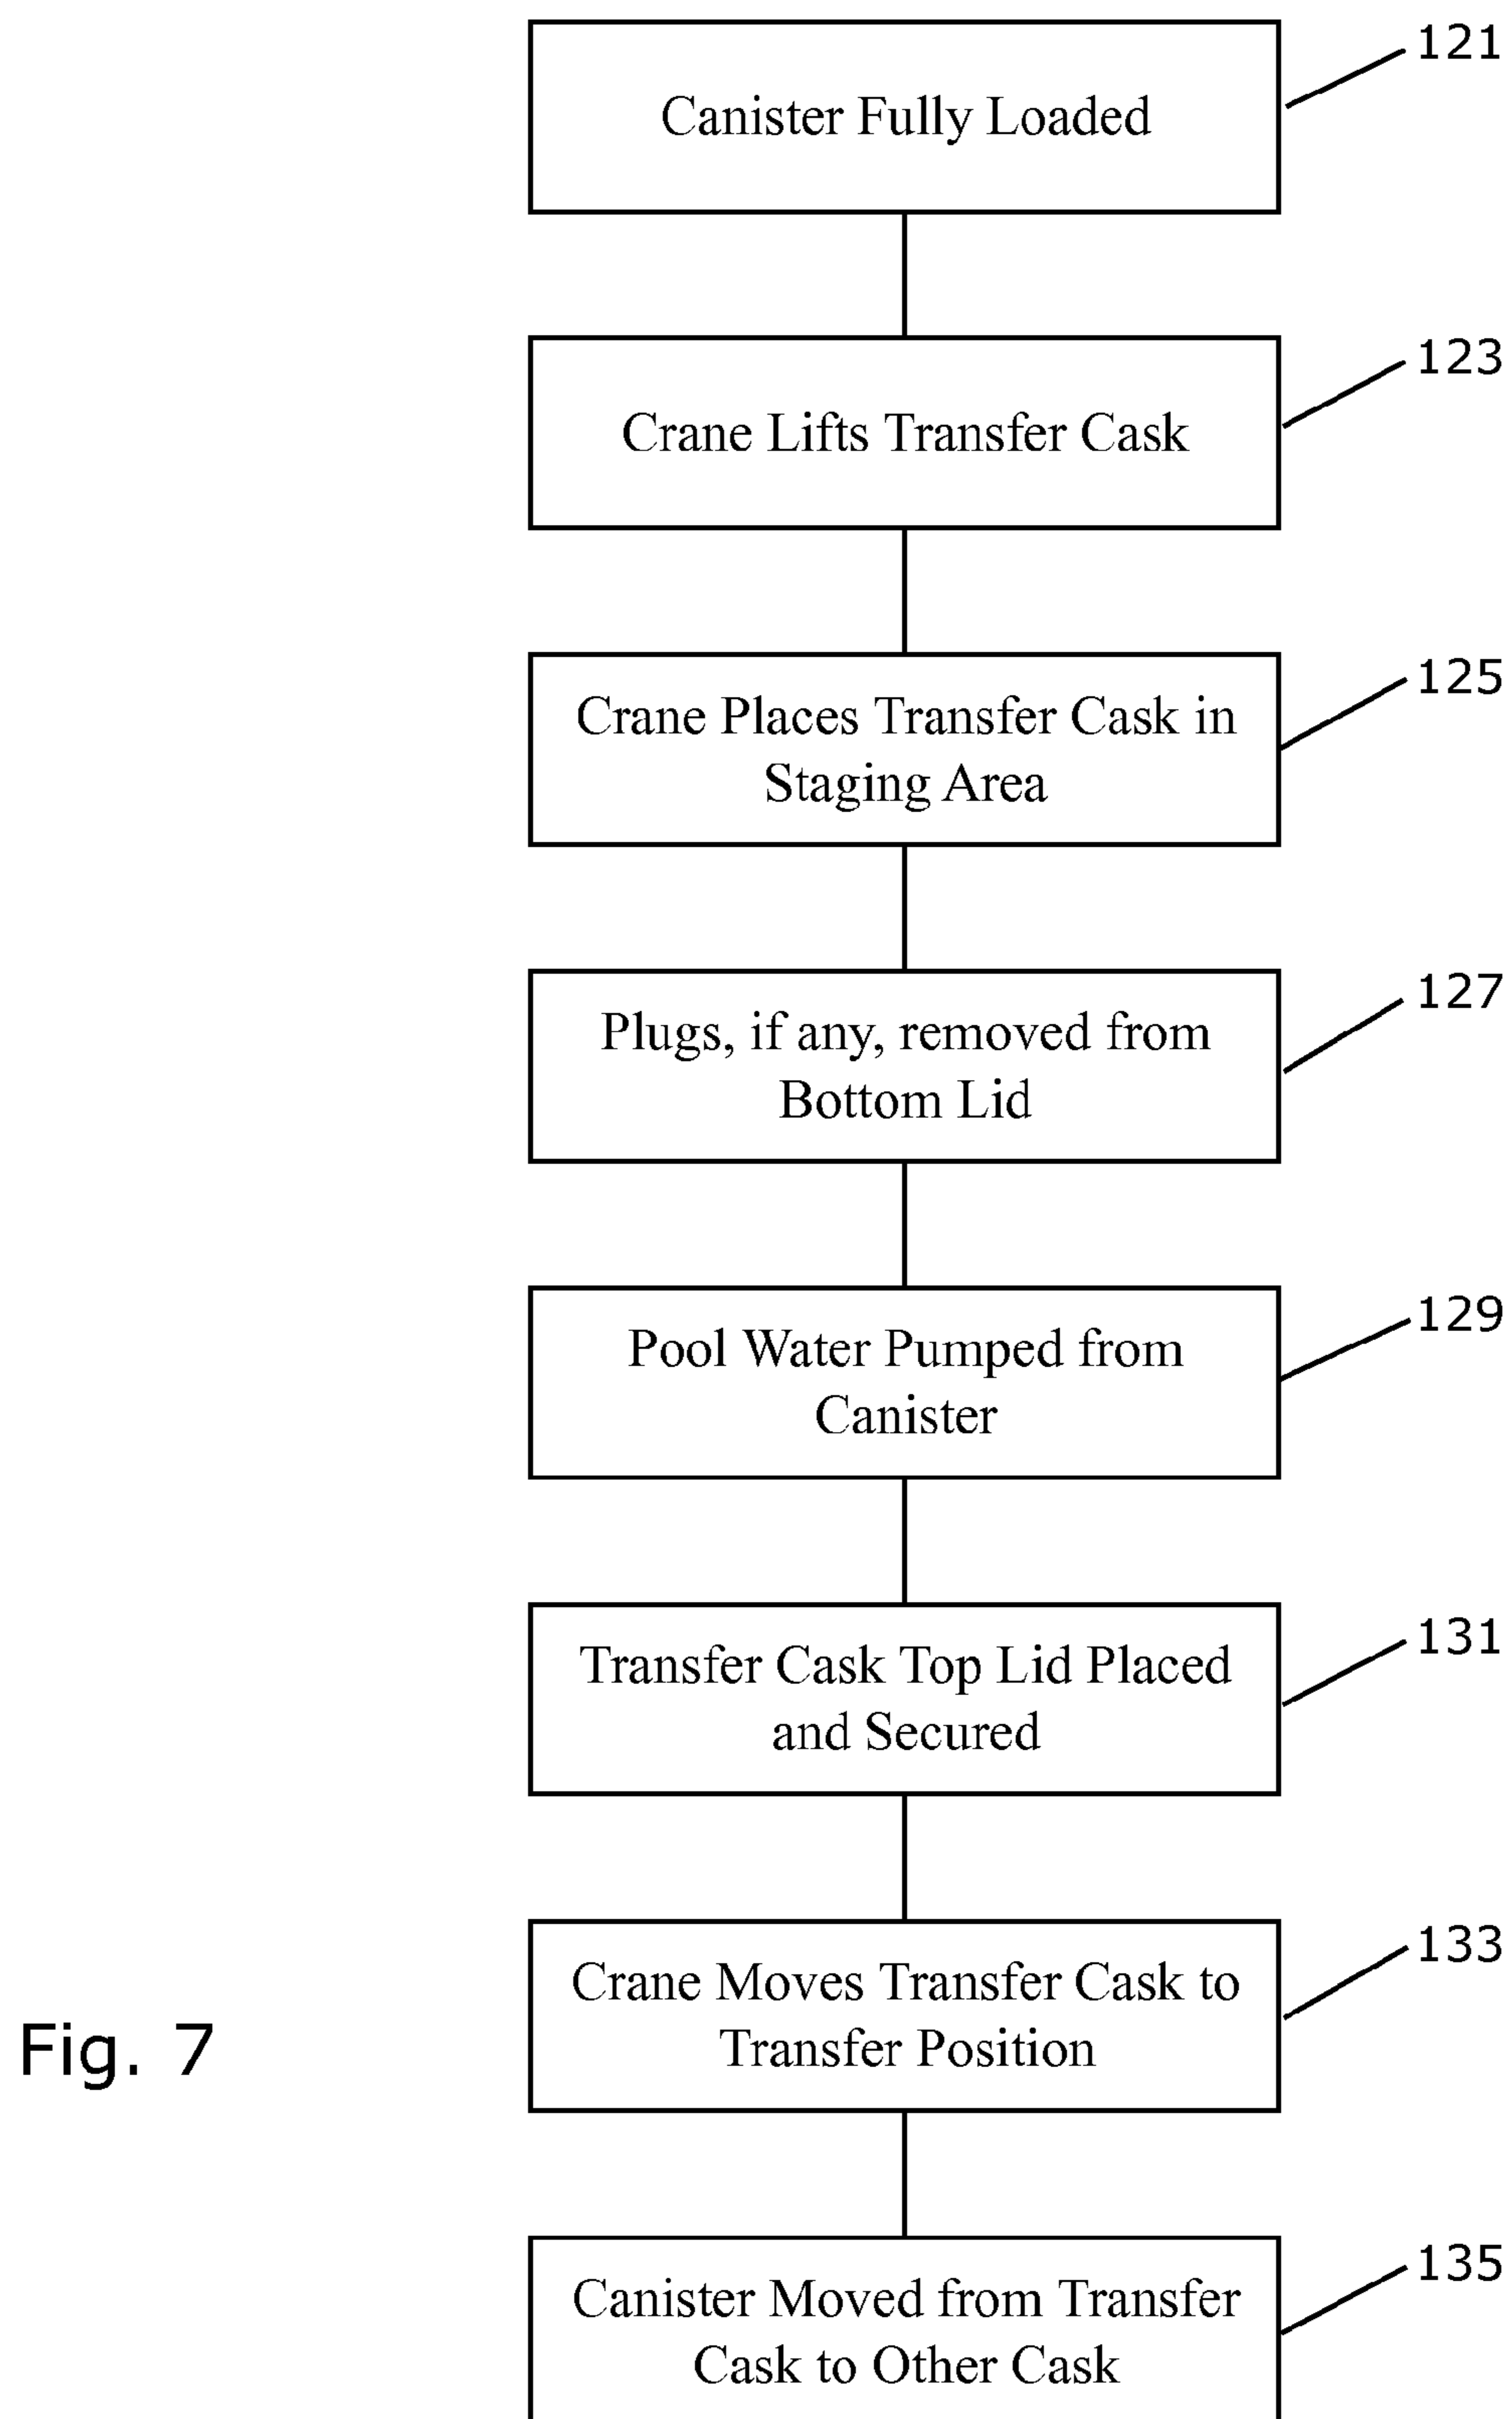 Canister Fully Loaded
121
Crane Lifts Transfer Cask
123
Crane Places Transfer Cask in
Staging Area
125
Plugs, if any, removed from
Bottom Lid
127
Pool Water Pumped from
Canister
129
Transfer Cask Top Lid Placed
and Secured
131
Crane Moves Transfer Cask to
Transfer Position
133
Fig. 7
Canister Moved from Transfer
Cask to Other Cask
135